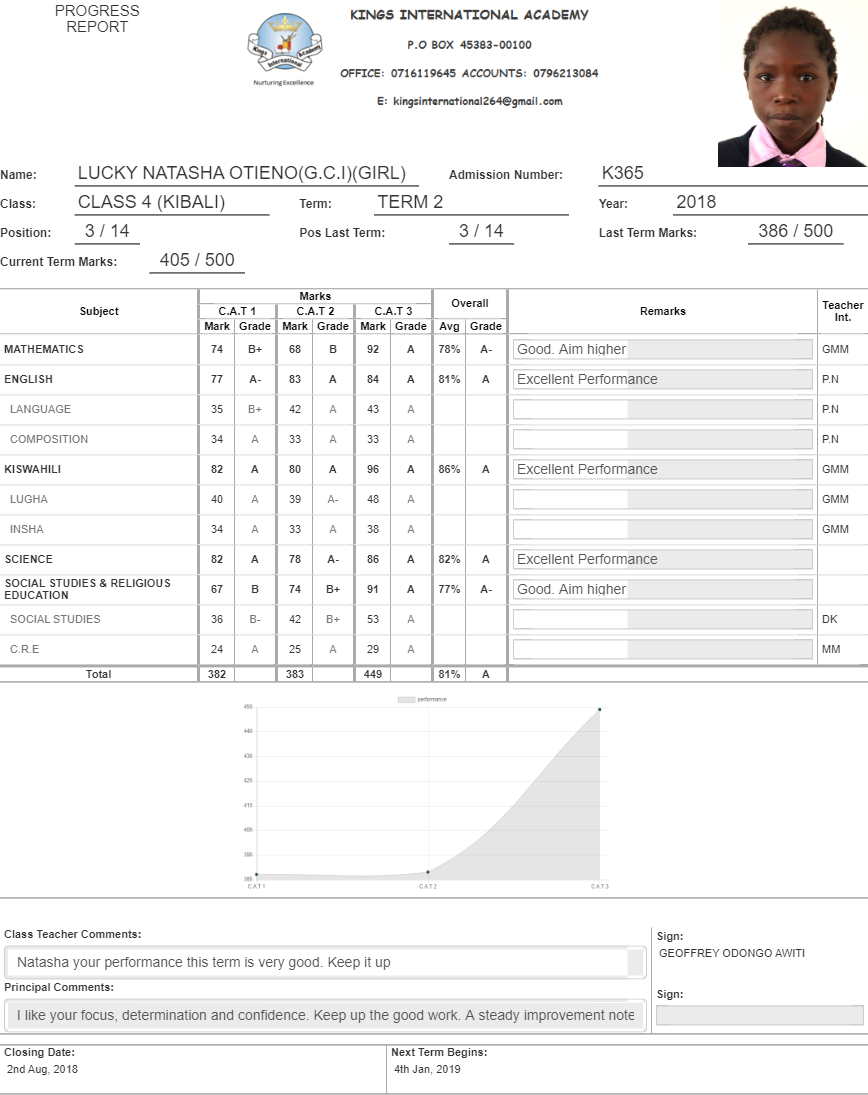 PROGRESS
REPORT
KINGS INTERNATIONAL ACADEMY
P.O BOX 45383-00100
OFFICE: 0716119645 ACCOUNTS: 0796213084
E: kingsinternational264@gmail.com
Kings International Academy
Nurturing Excellence
Name: LUCKY NATASHA OTIENO(G.C.I)(GIRL) Admission Number: K365
Class: CLASS 4 (KIBALI) Term: TERM 2 Year: 2018
Position: 3 / 14 Pos Last Term: 3 / 14 Last Term Marks: 386 / 500
Current Term Marks: 405 / 500
Subject Marks Overall Remarks Teacher Int.
C.A.T 1 C.A.T 2 C.A.T 3
Mark Grade Mark Grade Mark Grade Avg Grade
MATHEMATICS 74 B+ 68 B 92 A 78% A- Good. Aim higher GMM
ENGLISH 77 A- 83 A 84 A 81% A Excellent Performance P.N
LANGUAGE 35 B+ 42 A 43 A P.N
COMPOSITION 34 A 33 A 33 A P.N
KISWAHILI 82 A 80 A 96 A 86% A Excellent Performance GMM
LUGHA 40 A 39 A- 48 A GMM
INSHA 34 A 33 A 38 A GMM
SCIENCE 82 A 78 A- 86 A 82% A Excellent Performance
SOCIAL STUDIES & RELIGIOUS
EDUCATION 67 B 74 B+ 91 A 77% A- Good. Aim higher
SOCIAL STUDIES 36 B- 42 B+ 53 A DK
C.R.E 24 A 25 A 29 A MM
Total 382 383 449 81% A
performance
450
440
430
420
410
400
390
380
CAT1 CAT2 CAT3
Class Teacher Comments:
Natasha your performance this term is very good. Keep it up
Sign:
GEOFFREY ODONGO AWITI
Principal Comments:
I like your focus, determination and confidence. Keep up the good work. A steady improvement note
Sign:
Closing Date:
2nd Aug, 2018
Next Term Begins:
4th Jan, 2019